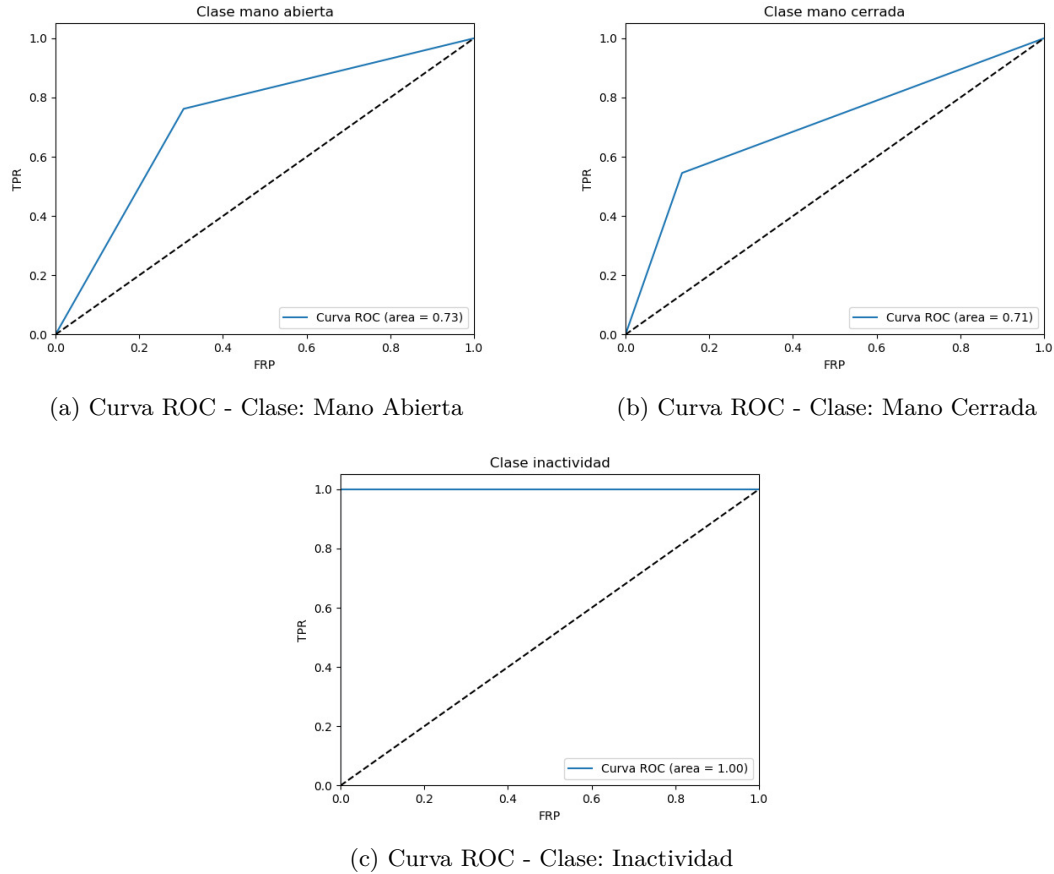 Clase mano abierta
1.0
0.8
0.6
0.4
0.2
0.0
TPR
0.0 0.2 0.4 0.6 0.8 1.0
FRP
Curva ROC (area = 0.73)
(a) Curva ROC - Clase: Mano Abierta
Clase mano cerrada
1.0
0.8
0.6
0.4
0.2
0.0
TPR
0.0 0.2 0.4 0.6 0.8 1.0
FRP
Curva ROC (area = 0.71)
(b) Curva ROC - Clase: Mano Cerrada
Clase inactividad
1.0
0.8
0.6
0.4
0.2
0.0
TPR
0.0 0.2 0.4 0.6 0.8 1.0
FRP
Curva ROC (area = 1.00)
(c) Curva ROC - Clase: Inactividad